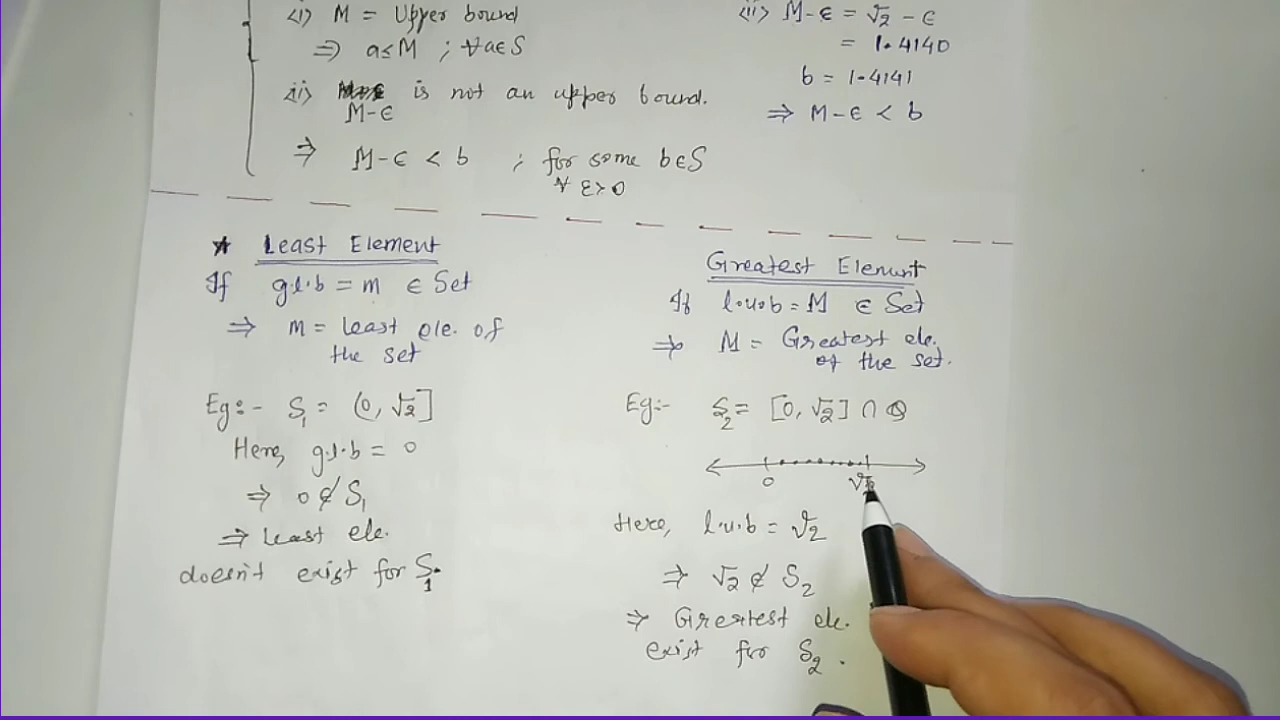 (i) M = Upper bound
⇒ a ≤ M ; ∀ a ∈ S
(ii) is not an upper bound.
M-ϵ
⇒ M-ϵ < b ; for some b ∈ S
∀ ε > 0
(ii) M-ϵ = √2 - ϵ
= 1.4140
b = 1.4141
⇒ M-ϵ < b
* Least Element
If g.l.b = m ∈ Set
⇒ m = Least ele. of
the set
Eg:- S₁ = (0, √2]
Here, g.l.b = 0
⇒ 0 ∉ S₁
⇒ Least ele.
doesn't exist for S₁.
Greatest Element
If l.u.b = M ∈ Set
⇒ M = Greatest ele.
of the set.
Eg:- S₂ = [0, √2] ∩ Q
0 √2
Here, l.u.b = √2
⇒ √2 ∉ S₂
⇒ Greatest ele.
exist for S₂.